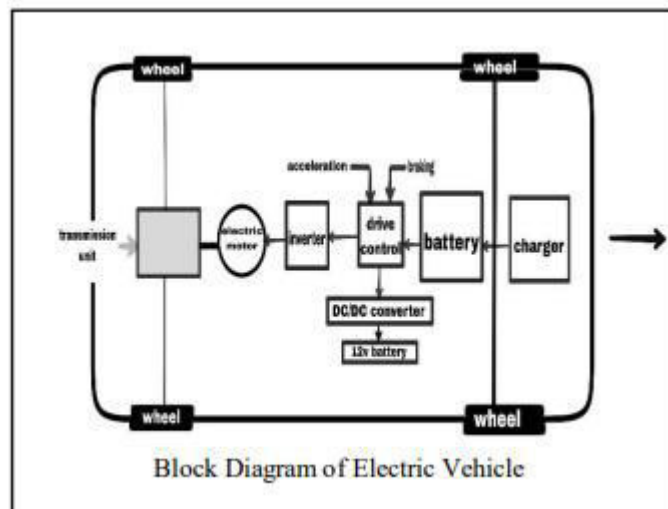 wheel
wheel
acceleration
braking
transmission
unit
electric
motor
inverter
drive
control
battery
charger
DC/DC converter
12v battery
wheel
wheel
Block Diagram of Electric Vehicle